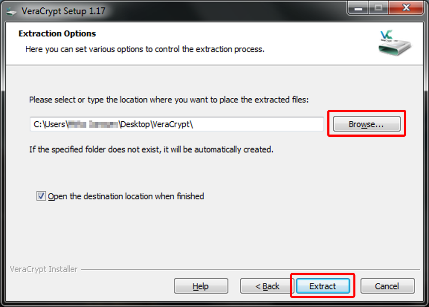 VeraCrypt Setup 1.17
Extraction Options
Here you can set various options to control the extraction process.
VC
Please select or type the location where you want to place the extracted files:
C:\Users\ \Desktop\VeraCrypt\
Browse...
If the specified folder does not exist, it will be automatically created.
Open the destination location when finished
VeraCrypt Installer
Help
< Back
Extract
Cancel